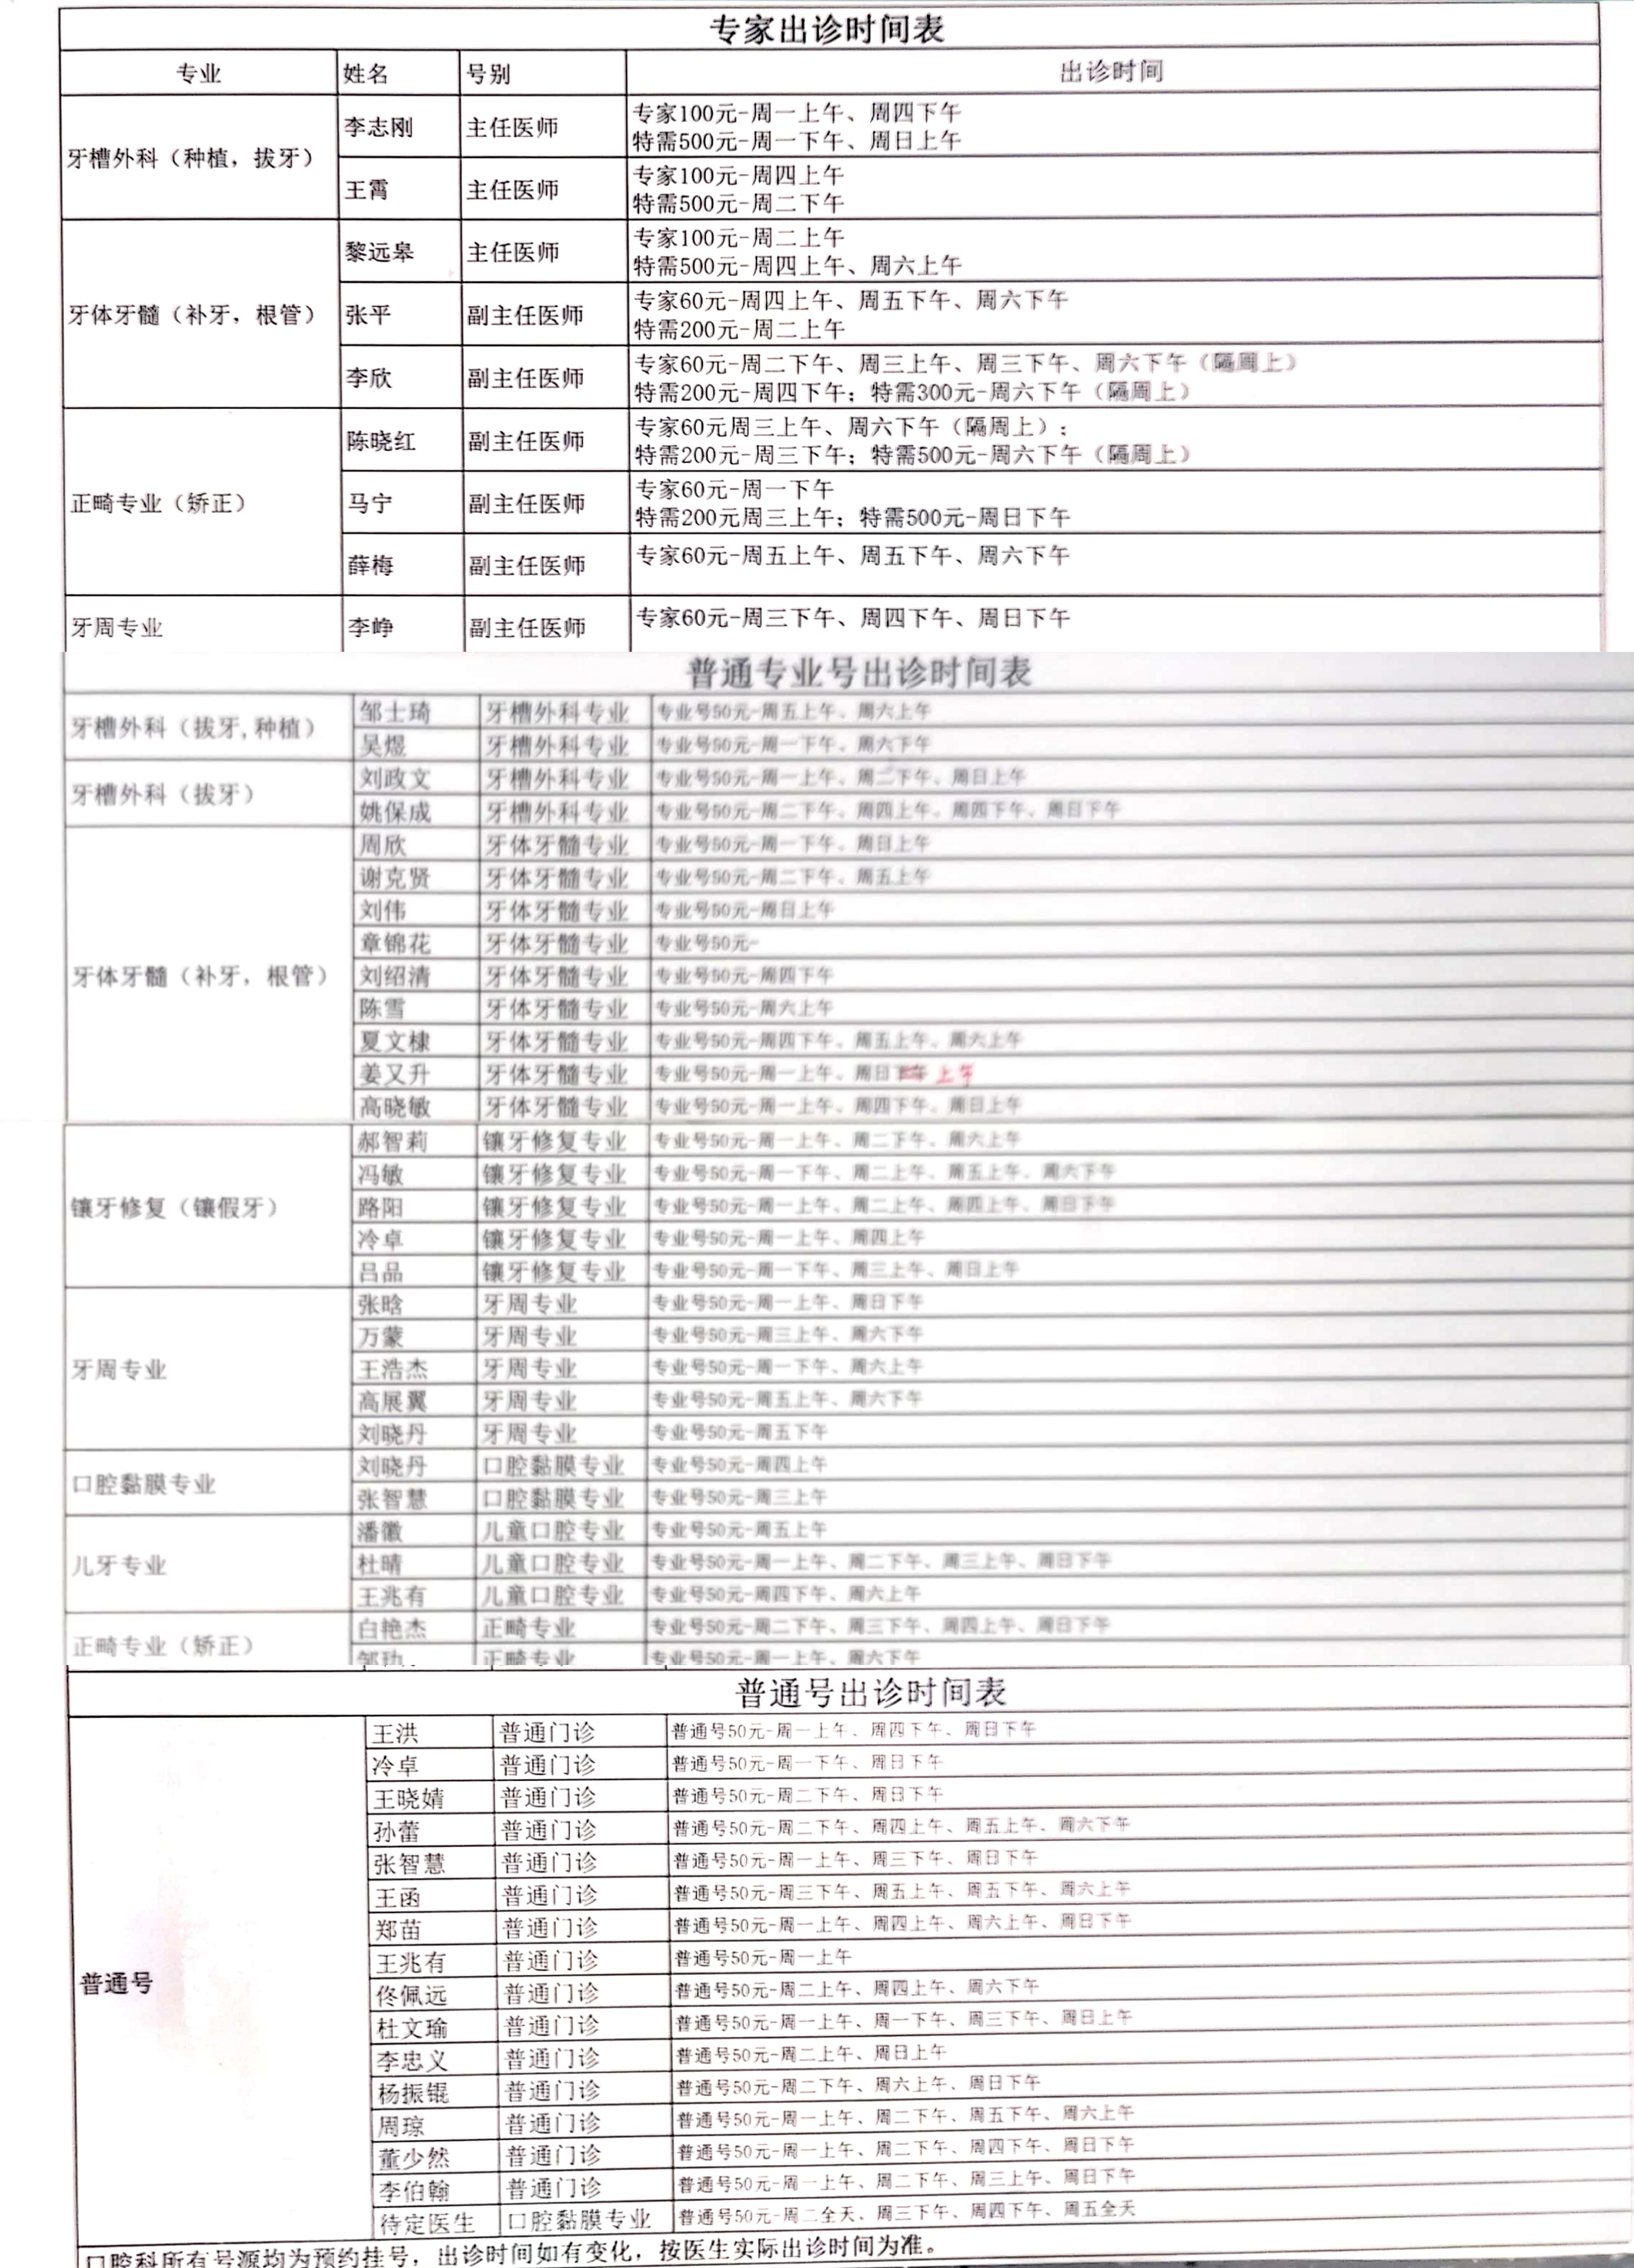 专家出诊时间表
专业 姓名 号别 出诊时间
牙槽外科（种植，拔牙） 李志刚 主任医师 专家100元-周一上午、周四下午
特需500元-周一下午、周日上午
王霄 主任医师 专家100元-周四上午
特需500元-周二下午
牙体牙髓（补牙，根管） 黎远皋 主任医师 专家100元-周二上午
特需500元-周四上午、周六上午
张平 副主任医师 专家60元-周四上午、周五下午、周六下午
特需200元-周二上午
李欣 副主任医师 专家60元-周二下午、周三上午、周三下午、周六下午（隔周上）
特需200元-周四下午；特需300元-周六下午（隔周上）
正畸专业（矫正） 陈晓红 副主任医师 专家60元周三上午、周六下午（隔周上）；
特需200元-周三下午；特需500元-周六下午（隔周上）
马宁 副主任医师 专家60元-周一下午
特需200元周三上午；特需500元-周日下午
薛梅 副主任医师 专家60元-周五上午、周五下午、周六下午
牙周专业 李峥 副主任医师 专家60元-周三下午、周四下午、周日下午
普通专业号出诊时间表
牙槽外科（拔牙,种植） 邹士琦 牙槽外科专业 专业号50元-周五上午、周六上午
吴煜 牙槽外科专业 专业号50元-周一下午、周六下午
牙槽外科（拔牙） 刘政文 牙槽外科专业 专业号50元-周一上午、周二下午、周日上午
姚保成 牙槽外科专业 专业号50元-周二下午、周四上午、周四下午、周日下午
牙体牙髓（补牙，根管） 周欣 牙体牙髓专业 专业号50元-周一下午、周日上午
谢克贤 牙体牙髓专业 专业号50元-周二下午、周五上午
刘伟 牙体牙髓专业 专业号50元-周日上午
章锦花 牙体牙髓专业 专业号50元-
刘绍清 牙体牙髓专业 专业号50元-周四下午
陈雪 牙体牙髓专业 专业号50元-周六上午
夏文棣 牙体牙髓专业 专业号50元-周四下午、周五上午、周六上午
姜又升 牙体牙髓专业 专业号50元-周一上午、周日下午 上午
高晓敏 牙体牙髓专业 专业号50元-周一上午、周四下午、周日上午
镶牙修复（镶假牙） 郝智莉 镶牙修复专业 专业号50元-周一上午、周二下午、周六上午
冯敏 镶牙修复专业 专业号50元-周一下午、周二上午、周五上午、周六下午
路阳 镶牙修复专业 专业号50元-周一上午、周二上午、周四上午、周日下午
冷卓 镶牙修复专业 专业号50元-周一上午、周四上午
吕品 镶牙修复专业 专业号50元-周一下午、周三上午、周日上午
牙周专业 张晗 牙周专业 专业号50元-周一上午、周日下午
万蒙 牙周专业 专业号50元-周三上午、周六下午
王浩杰 牙周专业 专业号50元-周一下午、周六上午
高展翼 牙周专业 专业号50元-周五上午、周六下午
刘晓丹 牙周专业 专业号50元-周五下午
口腔黏膜专业 刘晓丹 口腔黏膜专业 专业号50元-周四上午
张智慧 口腔黏膜专业 专业号50元-周三上午
儿牙专业 潘徽 儿童口腔专业 专业号50元-周五上午
杜晴 儿童口腔专业 专业号50元-周一上午、周二下午、周三上午、周日下午
王兆有 儿童口腔专业 专业号50元-周四下午、周六上午
正畸专业（矫正） 白艳杰 正畸专业 专业号50元-周二下午、周三下午、周四上午、周日下午
正畸专业 专业号50元-周一上午、周六下午
普通号出诊时间表
普通号 王洪 普通门诊 普通号50元-周一上午、周四下午、周日下午
冷卓 普通门诊 普通号50元-周一下午、周日下午
王晓婧 普通门诊 普通号50元-周二下午、周日下午
孙蕾 普通门诊 普通号50元-周二下午、周四上午、周五上午、周六下午
张智慧 普通门诊 普通号50元-周一上午、周三下午、周日下午
王函 普通门诊 普通号50元-周三下午、周五上午、周五下午、周六上午
郑苗 普通门诊 普通号50元-周一上午、周四上午、周六上午、周日下午
王兆有 普通门诊 普通号50元-周一上午
佟佩远 普通门诊 普通号50元-周二上午、周四上午、周六下午
杜文瑜 普通门诊 普通号50元-周一上午、周一下午、周三下午、周日上午
李忠义 普通门诊 普通号50元-周二上午、周日上午
杨振锟 普通门诊 普通号50元-周二下午、周六上午、周日下午
周琼 普通门诊 普通号50元-周一上午、周二下午、周五下午、周六上午
董少然 普通门诊 普通号50元-周一上午、周二下午、周四下午、周日下午
李伯翰 普通门诊 普通号50元-周一上午、周二下午、周三上午、周日下午
待定医生 口腔黏膜专业 普通号50元-周二全天、周三下午、周四下午、周五全天
口腔科所有号源均为预约挂号，出诊时间如有变化，按医生实际出诊时间为准。